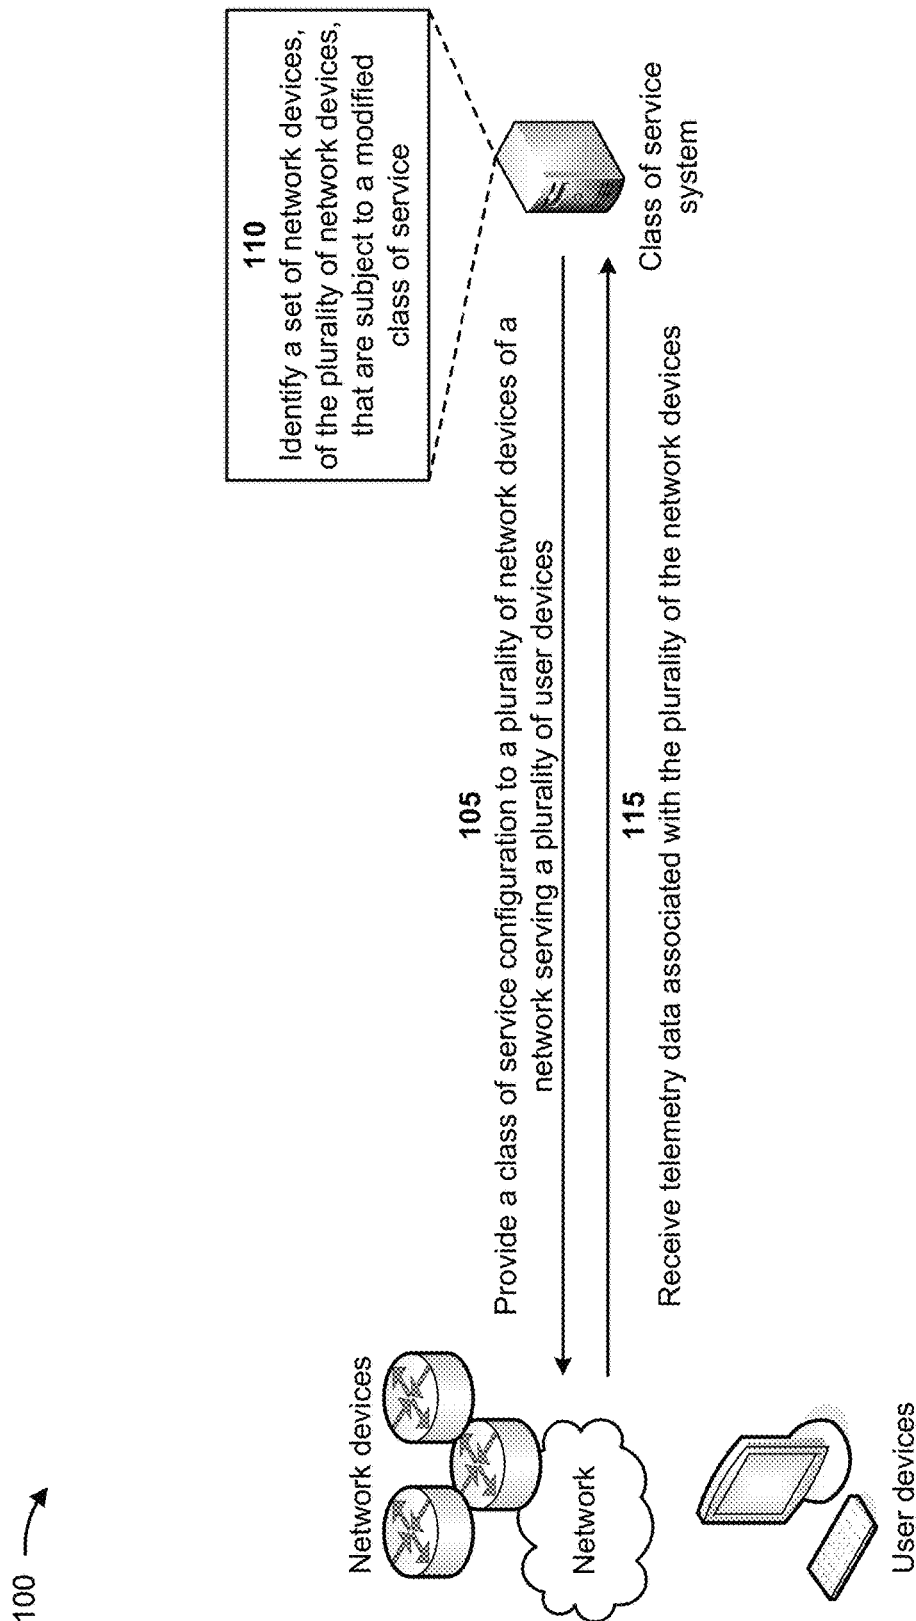 100
110
Identify a set of network devices,
of the plurality of network devices,
that are subject to a modified
class of service
105
Provide a class of service configuration to a plurality of network devices of a
network serving a plurality of user devices
115
Receive telemetry data associated with the plurality of the network devices
Network devices
Network
User devices
Class of service
system